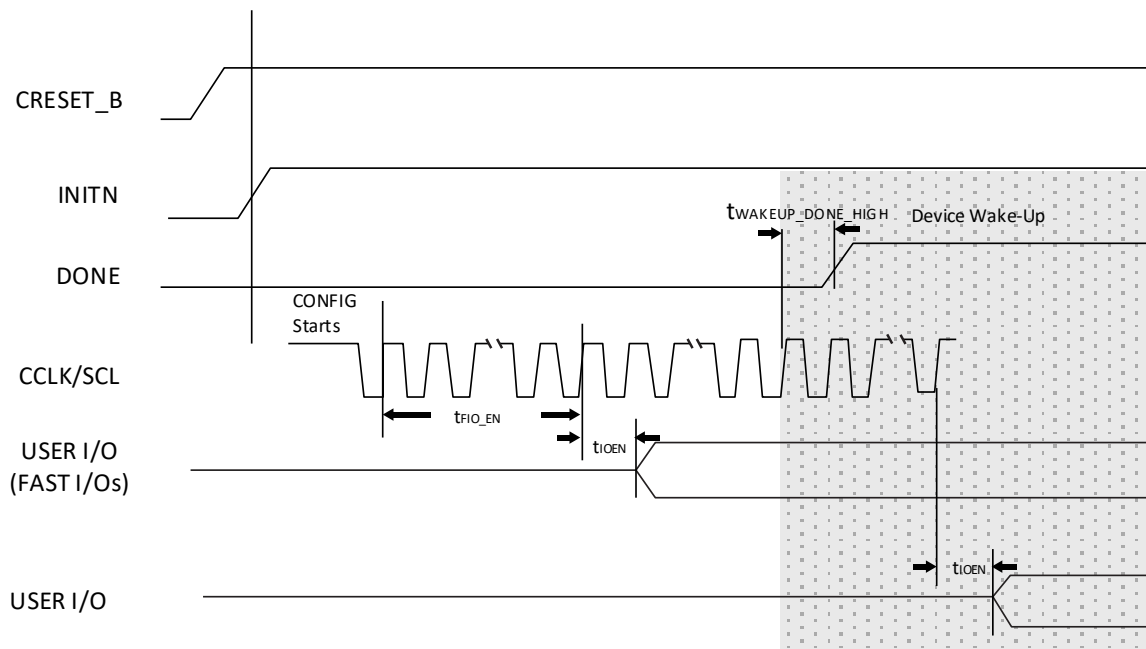 CRESET_B
INITN
tWAKEUP_DONE_HIGH Device Wake-Up
DONE
CONFIG
Starts
CCLK/SCL
tFIO_EN
tIOEN
USER I/O
(FAST I/Os)
tIOEN
USER I/O